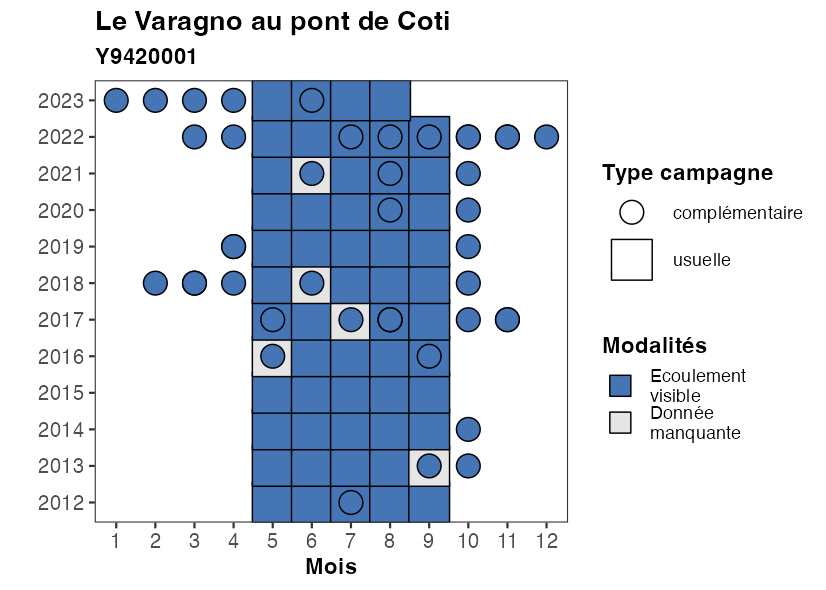 Le Varagno au pont de Coti
Y9420001
2023
2022
2021
2020
2019
2018
2017
2016
2015
2014
2013
2012
1 2 3 4 5 6 7 8 9 10 11 12
Mois
Type campagne
complémentaire
usuelle
Modalités
Ecoulement
visible
Donnée
manquante